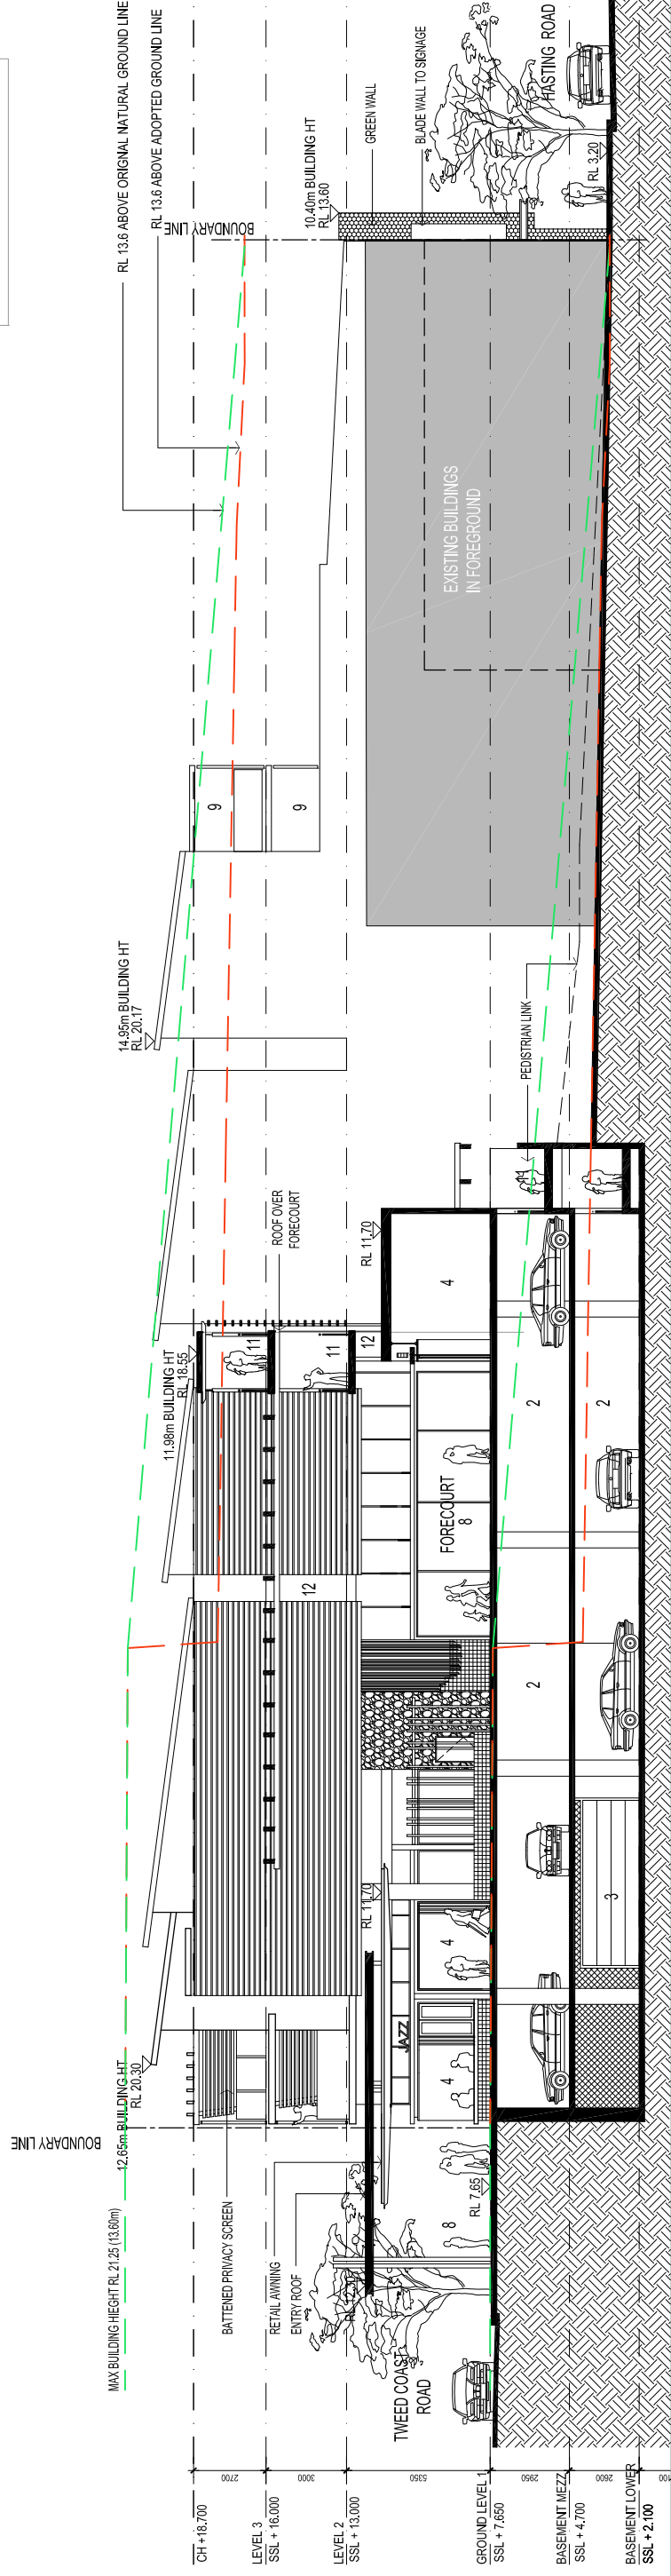 MAX BUILDING HIEGHT RL 21.25 (13.60m)
BOUNDARY LINE
12.65m BUILDING HT
RL 20.30
11.98m BUILDING HT
RL 18.55
14.95m BUILDING HT
RL 20.17
RL 13.6 ABOVE ORIGNAL NATURAL GROUND LINE
RL 13.6 ABOVE ADOPTED GROUND LINE
BOUNDARY LINE
10.40m BUILDING HT
RL 13.60
GREEN WALL
BLADE WALL TO SIGNAGE
HASTING ROAD
RL 3.20
CH +18.700
2700
LEVEL 3
SSL + 16.000
3000
LEVEL 2
SSL + 13.000
5350
GROUND LEVEL 1
SSL + 7.650
2950
BASEMENT MEZZ
SSL + 4.700
2600
BASEMENT LOWER
SSL + 2.100
BATTENED PRIVACY SCREEN
RETAIL AWNING
ENTRY ROOF
TWEED COAST
ROAD
8
RL 7.65
RL 11.70
JAZZ
4
4
12
11
11
12
ROOF OVER
FORECOURT
RL 11.70
FORECOURT
8
4
9
9
EXISTING BUILDINGS
IN FOREGROUND
PEDISTRIAN LINK
2
2
2
3